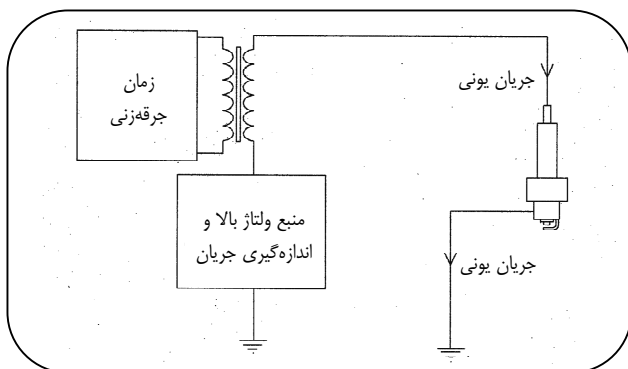 زمان
جرقه‌زنی
جریان یونی
منبع ولتاژ بالا و
اندازه‌گیری جریان
جریان یونی